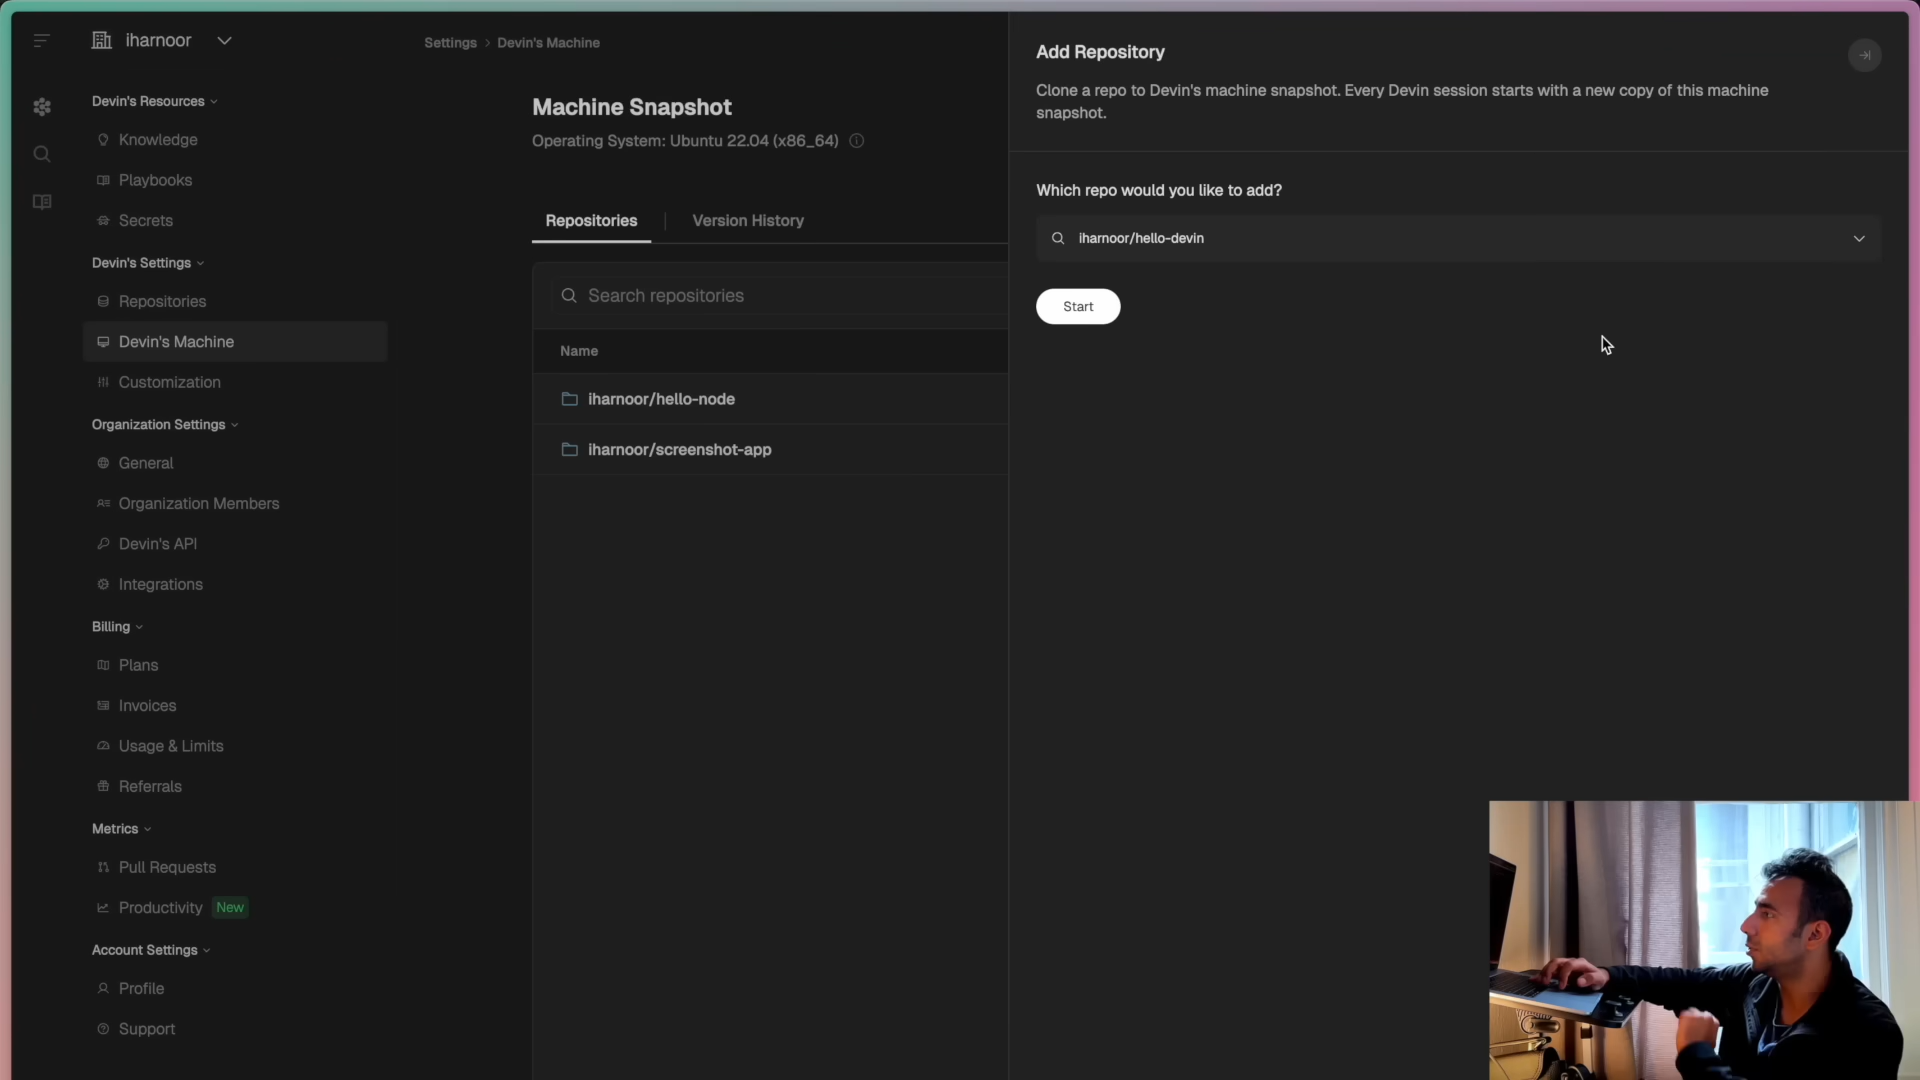 iharnoor
Settings > Devin's Machine
Devin's Resources
Knowledge
Playbooks
Secrets
Devin's Settings
Repositories
Devin's Machine
Customization
Organization Settings
General
Organization Members
Devin's API
Integrations
Billing
Plans
Invoices
Usage & Limits
Referrals
Metrics
Pull Requests
Productivity New
Account Settings
Profile
Support
Machine Snapshot
Operating System: Ubuntu 22.04 (x86_64)
Repositories | Version History
Search repositories
Name
iharnoor/hello-node
iharnoor/screenshot-app
Add Repository
Clone a repo to Devin's machine snapshot. Every Devin session starts with a new copy of this machine
snapshot.
Which repo would you like to add?
iharnoor/hello-devin
Start